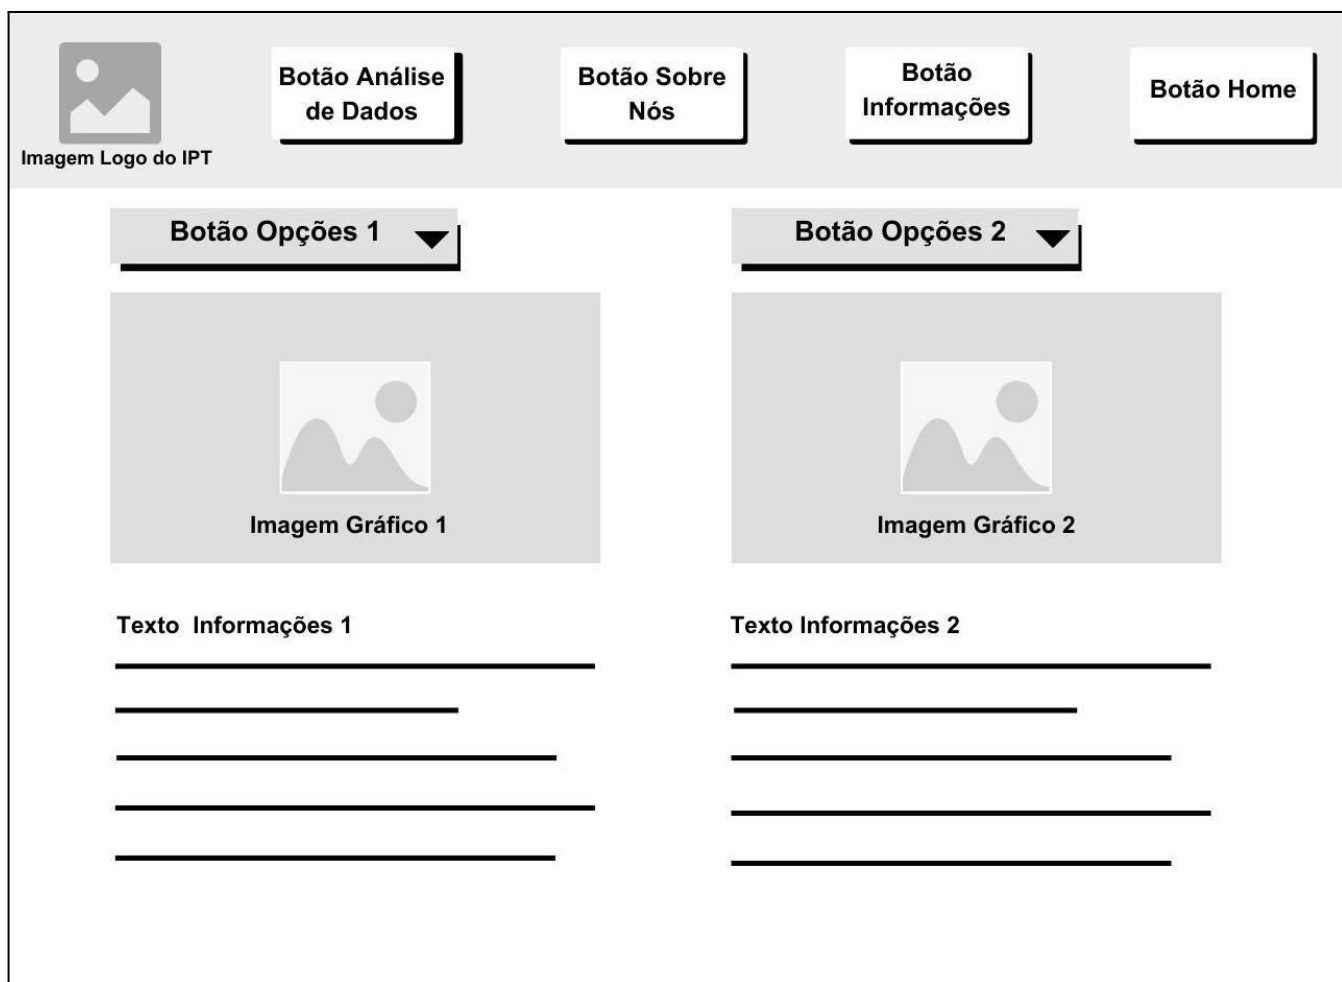 Imagem Logo do IPT
Botão Análise
de Dados
Botão Sobre
Nós
Botão
Informações
Botão Home
Botão Opções 1
Botão Opções 2
Imagem Gráfico 1
Imagem Gráfico 2
Texto  Informações 1
Texto Informações 2